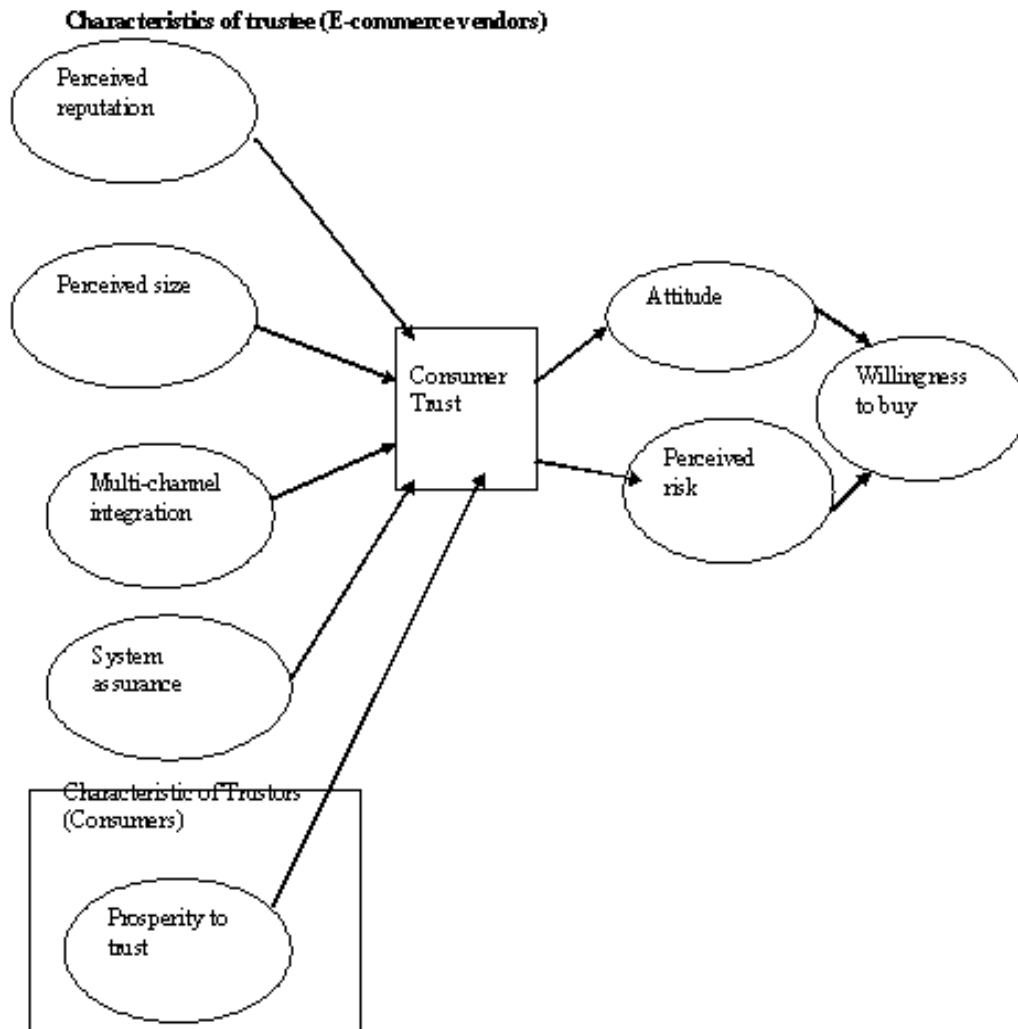 Characteristics of trustee (E-commerce vendors)
Perceived
reputation
Perceived size
Multi-channel
integration
System
assurance
Consumer
Trust
Attitude
Perceived
risk
Willingness
to buy
Characteristic of Trustors
(Consumers)
Prosperity to
trust